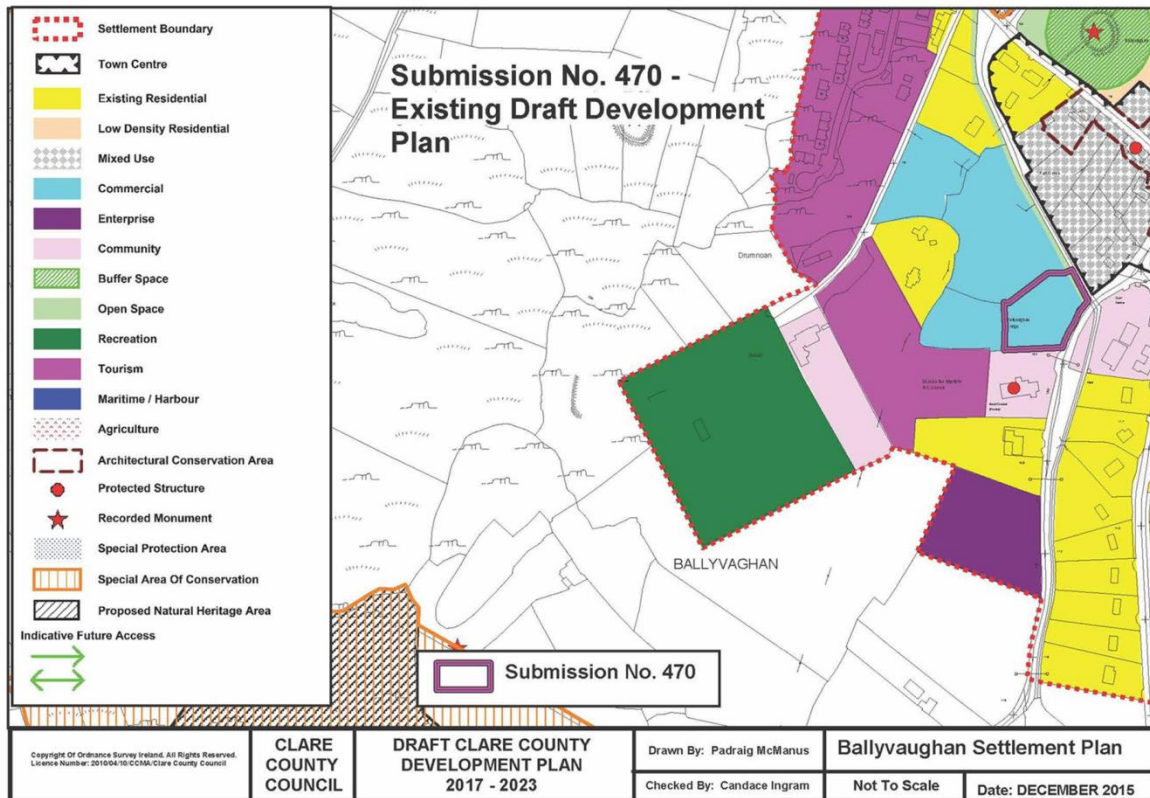 Settlement Boundary
Town Centre
Existing Residential
Low Density Residential
Mixed Use
Commercial
Enterprise
Community
Buffer Space
Open Space
Recreation
Tourism
Maritime / Harbour
Agriculture
Architectural Conservation Area
Protected Structure
Recorded Monument
Special Protection Area
Special Area Of Conservation
Proposed Natural Heritage Area
Indicative Future Access
Submission No. 470 -
Existing Draft Development
Plan
Drumnoan
BALLYVAGHAN
Submission No. 470
Copyright Of Ordnance Survey Ireland. All Rights Reserved.
Licence Number: 2010/04/10/CCMA/Clare County Council
CLARE
COUNTY
COUNCIL
DRAFT CLARE COUNTY
DEVELOPMENT PLAN
2017 - 2023
Drawn By: Padraig McManus
Checked By: Candace Ingram
Ballyvaughan Settlement Plan
Not To Scale
Date: DECEMBER 2015